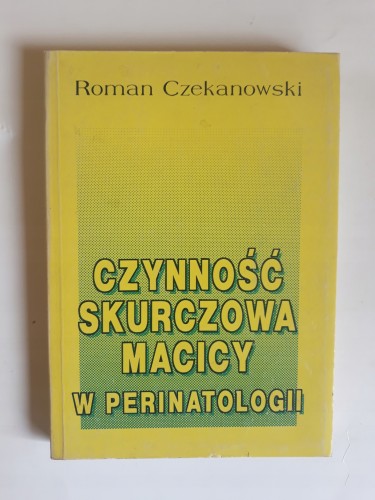 Roman Czekanowski
CZYNNOŚĆ
SKURCZOWA
MACICY
W PERINATOLOGII